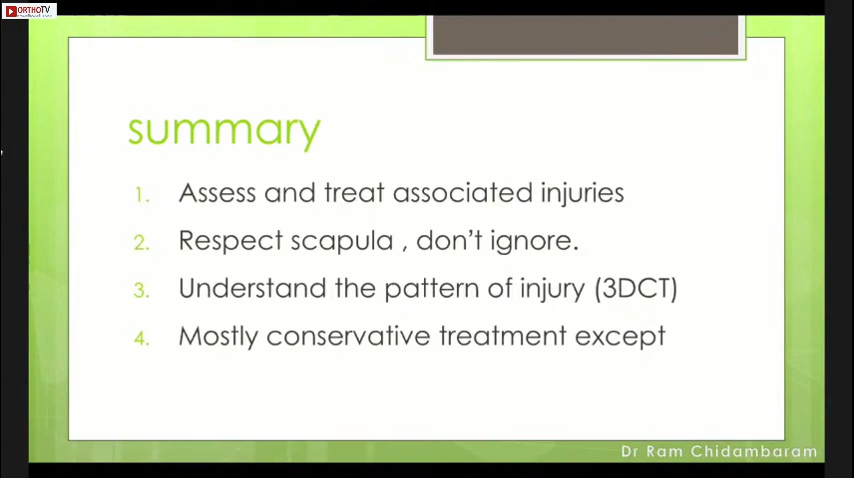 ORTHOTV
summary
1. Assess and treat associated injuries
2. Respect scapula , don't ignore.
3. Understand the pattern of injury (3DCT)
4. Mostly conservative treatment except
Dr Ram Chidambaram